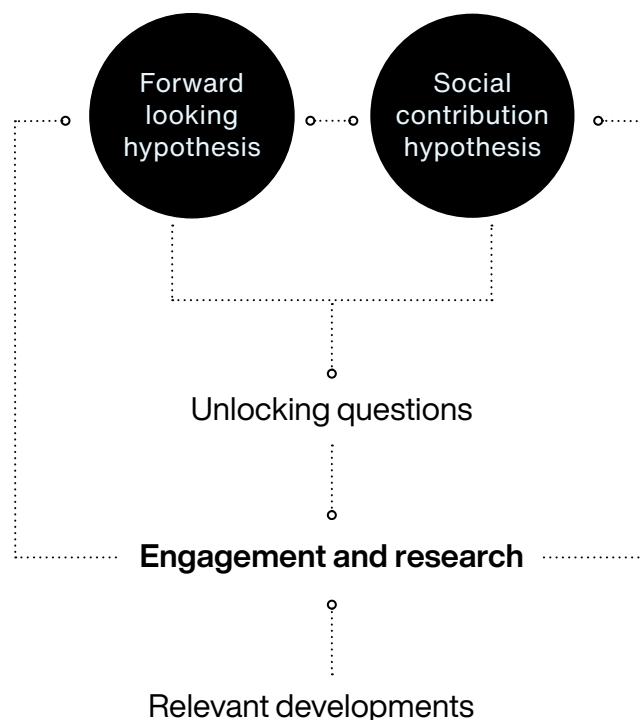 Forward
looking
hypothesis
Social
contribution
hypothesis
Unlocking questions
Engagement and research
Relevant developments